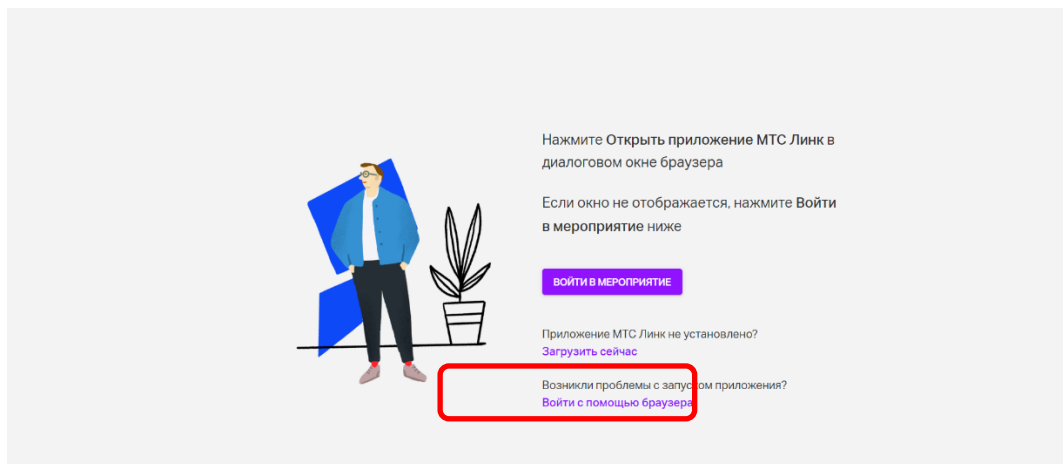 Нажмите Открыть приложение МТС Линк в
диалоговом окне браузера
Если окно не отображается, нажмите Войти
в мероприятие ниже
ВОЙТИ В МЕРОПРИЯТИЕ
Приложение МТС Линк не установлено?
Загрузить сейчас
Возникли проблемы с запуском приложения?
Войти с помощью браузера